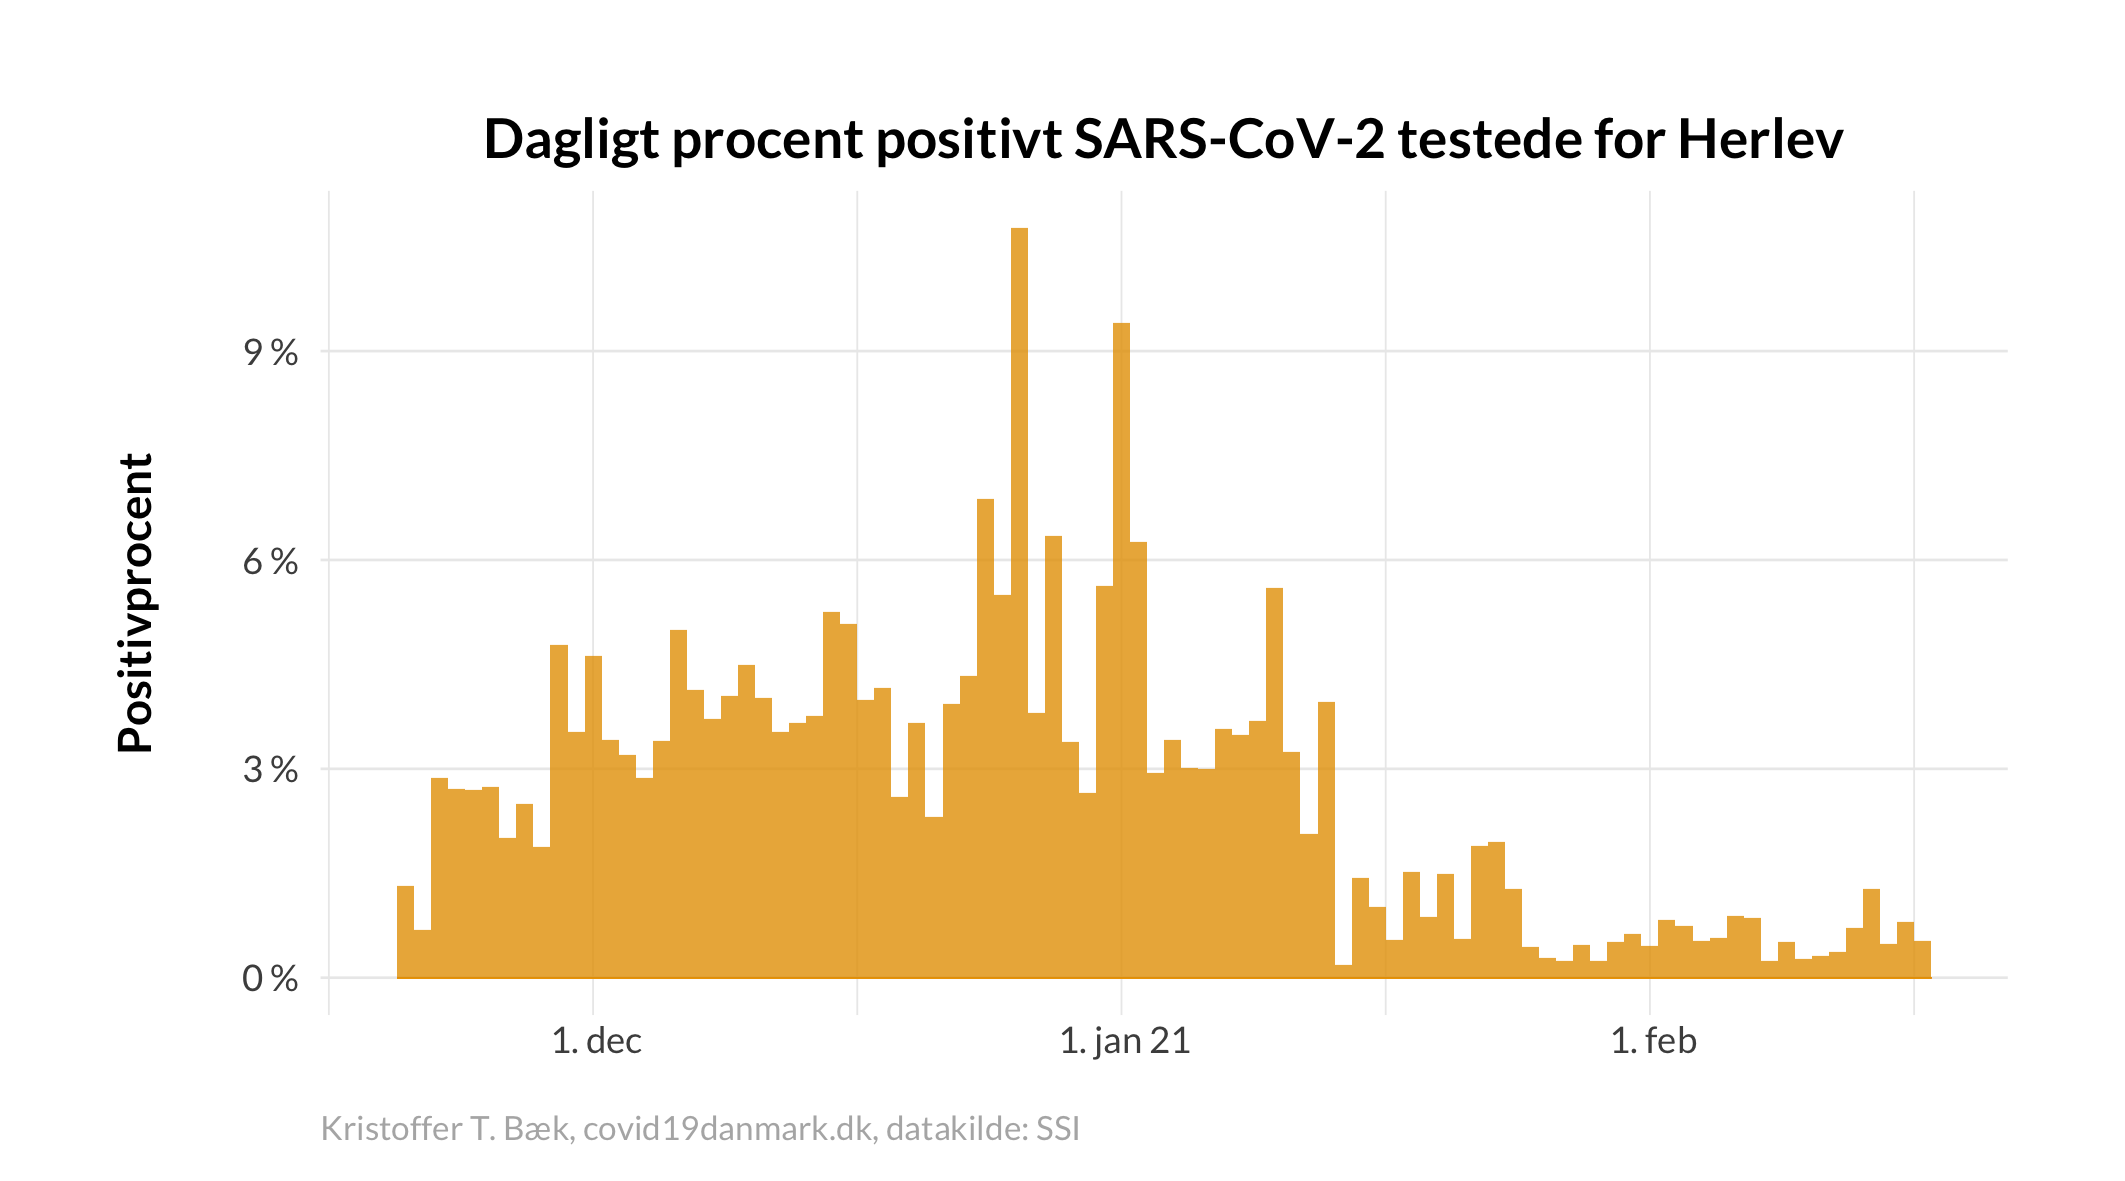 Dagligt procent positivt SARS-CoV-2 testede for Herlev
Positivprocent
9 %
6 %
3 %
0 %
1. dec
1. jan 21
1. feb
Kristoffer T. Bæk, covid19danmark.dk, datakilde: SSI